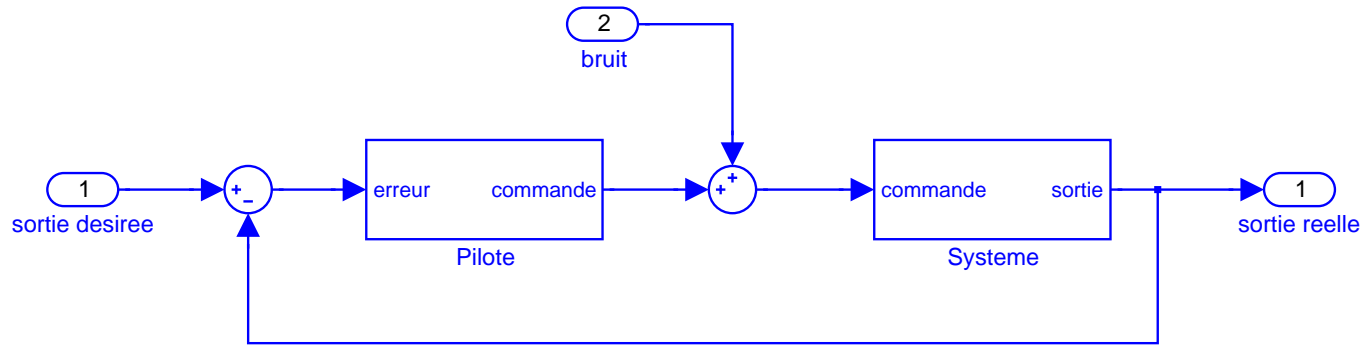 2
bruit
1
sortie desiree
+
−
erreur
commande
Pilote
+
+
commande
sortie
Systeme
1
sortie reelle